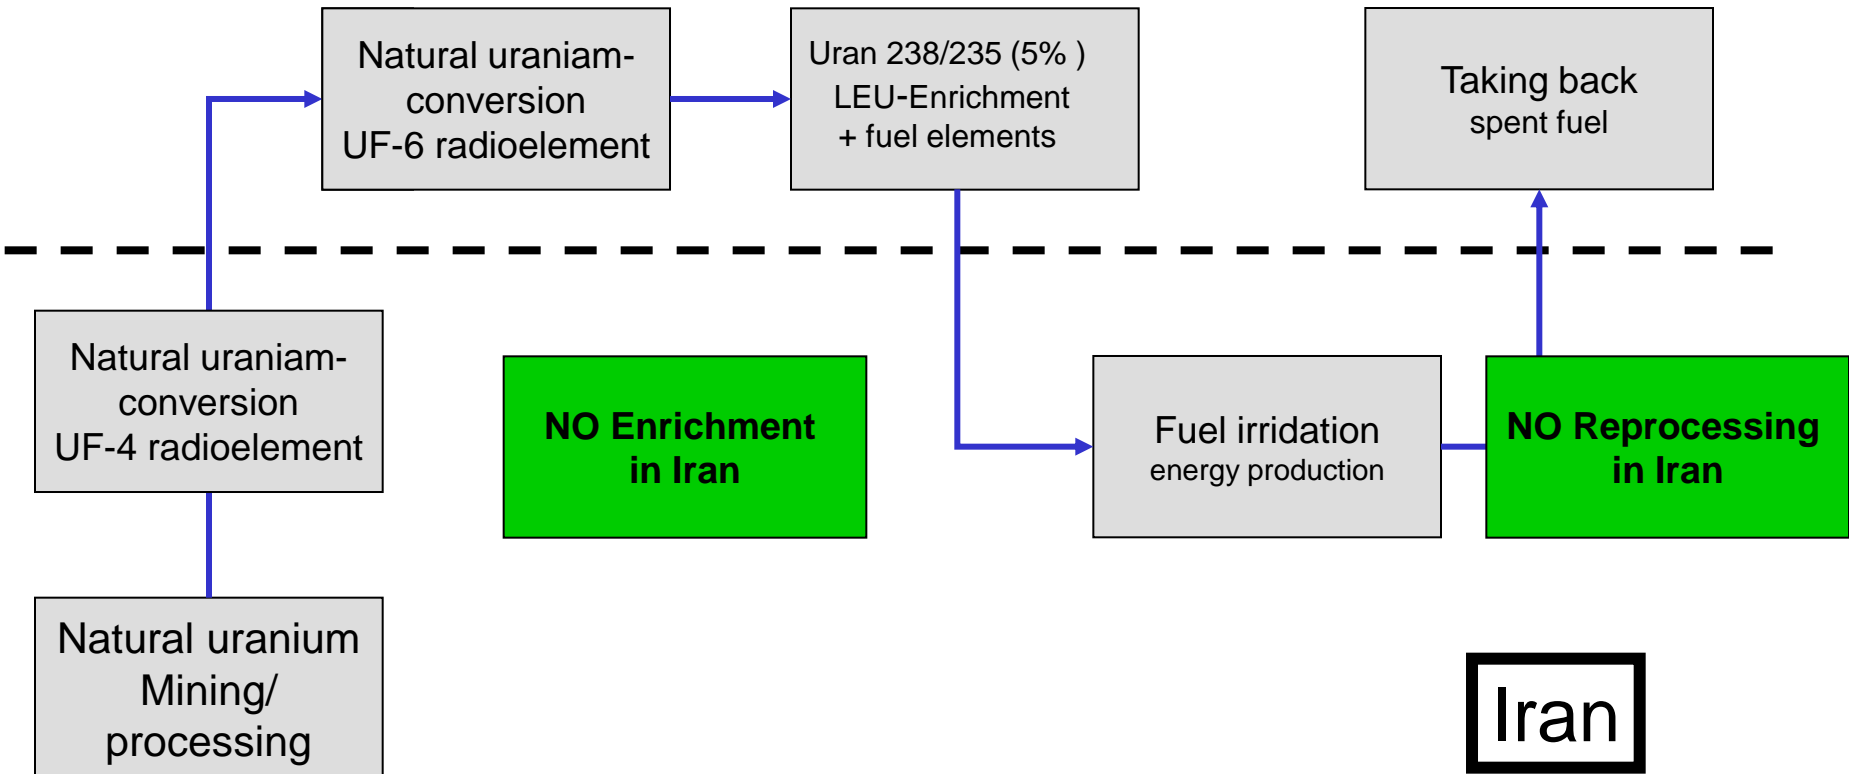 Natural uraniam-
conversion
UF-6 radioelement
Uran 238/235 (5% )
LEU-Enrichment
+ fuel elements
Taking back
spent fuel
Natural uraniam-
conversion
UF-4 radioelement
NO Enrichment
in Iran
Fuel irridation
energy production
NO Reprocessing
in Iran
Natural uranium
Mining/
processing
Iran